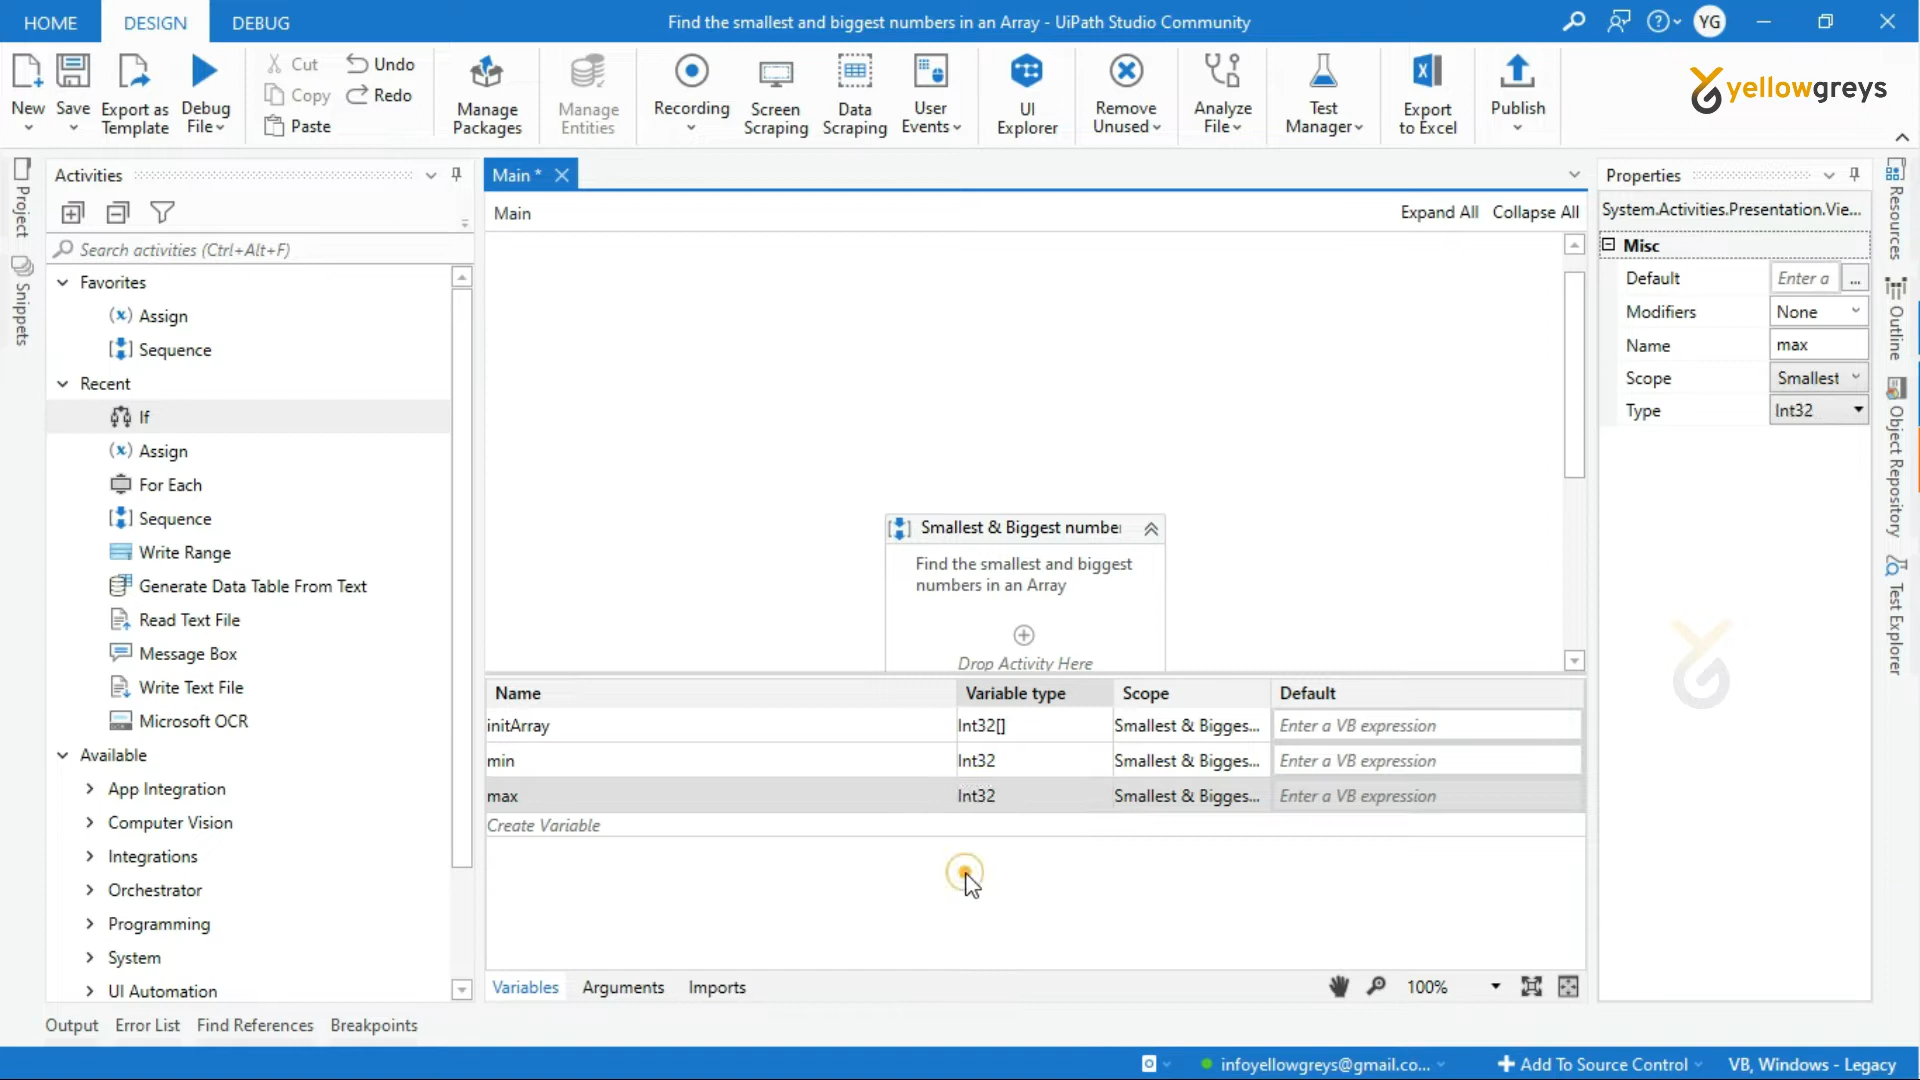 HOME
DESIGN
DEBUG
Find the smallest and biggest numbers in an Array - UiPath Studio Community
YG
New
Save
Export as
Template
Debug
File
Cut
Copy
Paste
Undo
Redo
Manage
Packages
Manage
Entities
Recording
Screen
Scraping
Data
Scraping
User
Events
UI
Explorer
Remove
Unused
Analyze
File
Test
Manager
Export
to Excel
Publish
yellowgreys
Project
Snippets
Activities
Search activities (Ctrl+Alt+F)
Favorites
Assign
Sequence
Recent
If
Assign
For Each
Sequence
Write Range
Generate Data Table From Text
Read Text File
Message Box
Write Text File
Microsoft OCR
Available
App Integration
Computer Vision
Integrations
Orchestrator
Programming
System
UI Automation
Main *
Main
Expand All
Collapse All
Smallest & Biggest number
Find the smallest and biggest
numbers in an Array
Drop Activity Here
Name Variable type Scope Default
initArray Int32[] Smallest & Bigges... Enter a VB expression
min Int32 Smallest & Bigges... Enter a VB expression
max Int32 Smallest & Bigges... Enter a VB expression
Create Variable
Variables
Arguments
Imports
100%
Properties
System.Activities.Presentation.Vie...
Misc
Default Enter a ...
Modifiers None
Name max
Scope Smallest
Type Int32
Resources
Outline
Object Repository
Test Explorer
Output
Error List
Find References
Breakpoints
infoyellowgreys@gmail.co...
Add To Source Control
VB, Windows - Legacy